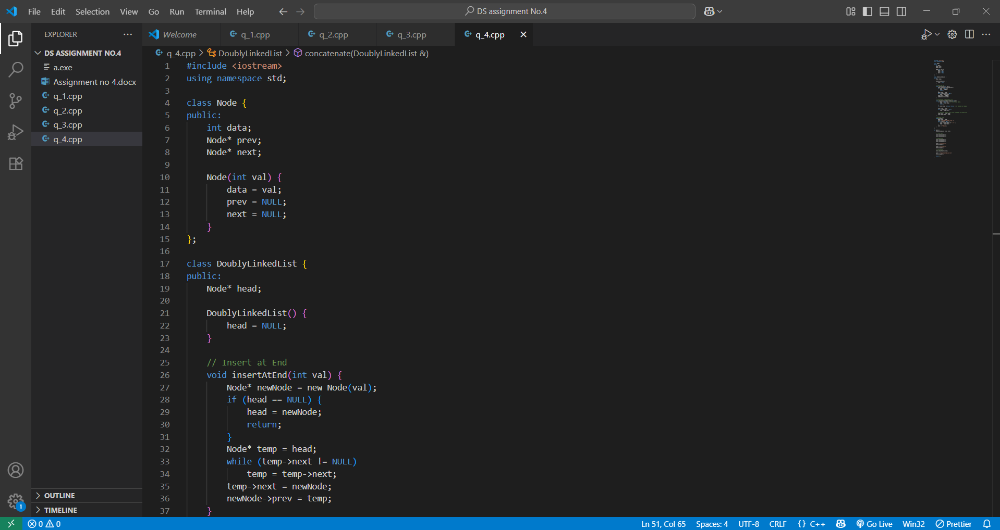 File Edit Selection View Go Run Terminal Help
DS assignment No.4
EXPLORER
DS ASSIGNMENT NO.4
a.exe
Assignment no 4.docx
q_1.cpp
q_2.cpp
q_3.cpp
q_4.cpp
OUTLINE
TIMELINE
Welcome q_1.cpp q_2.cpp q_3.cpp q_4.cpp
q_4.cpp > DoublyLinkedList > concatenate(DoublyLinkedList &)
1 #include <iostream>
2 using namespace std;
3
4 class Node {
5 public:
6     int data;
7     Node* prev;
8     Node* next;
9
10     Node(int val) {
11         data = val;
12         prev = NULL;
13         next = NULL;
14     }
15 };
16
17 class DoublyLinkedList {
18 public:
19     Node* head;
20
21     DoublyLinkedList() {
22         head = NULL;
23     }
24
25     // Insert at End
26     void insertAtEnd(int val) {
27         Node* newNode = new Node(val);
28         if (head == NULL) {
29             head = newNode;
30             return;
31         }
32         Node* temp = head;
33         while (temp->next != NULL)
34             temp = temp->next;
35         temp->next = newNode;
36         newNode->prev = temp;
37     }
1
0 0 Ln 51, Col 65 Spaces: 4 UTF-8 CRLF {} C++ Go Live Win32 Prettier